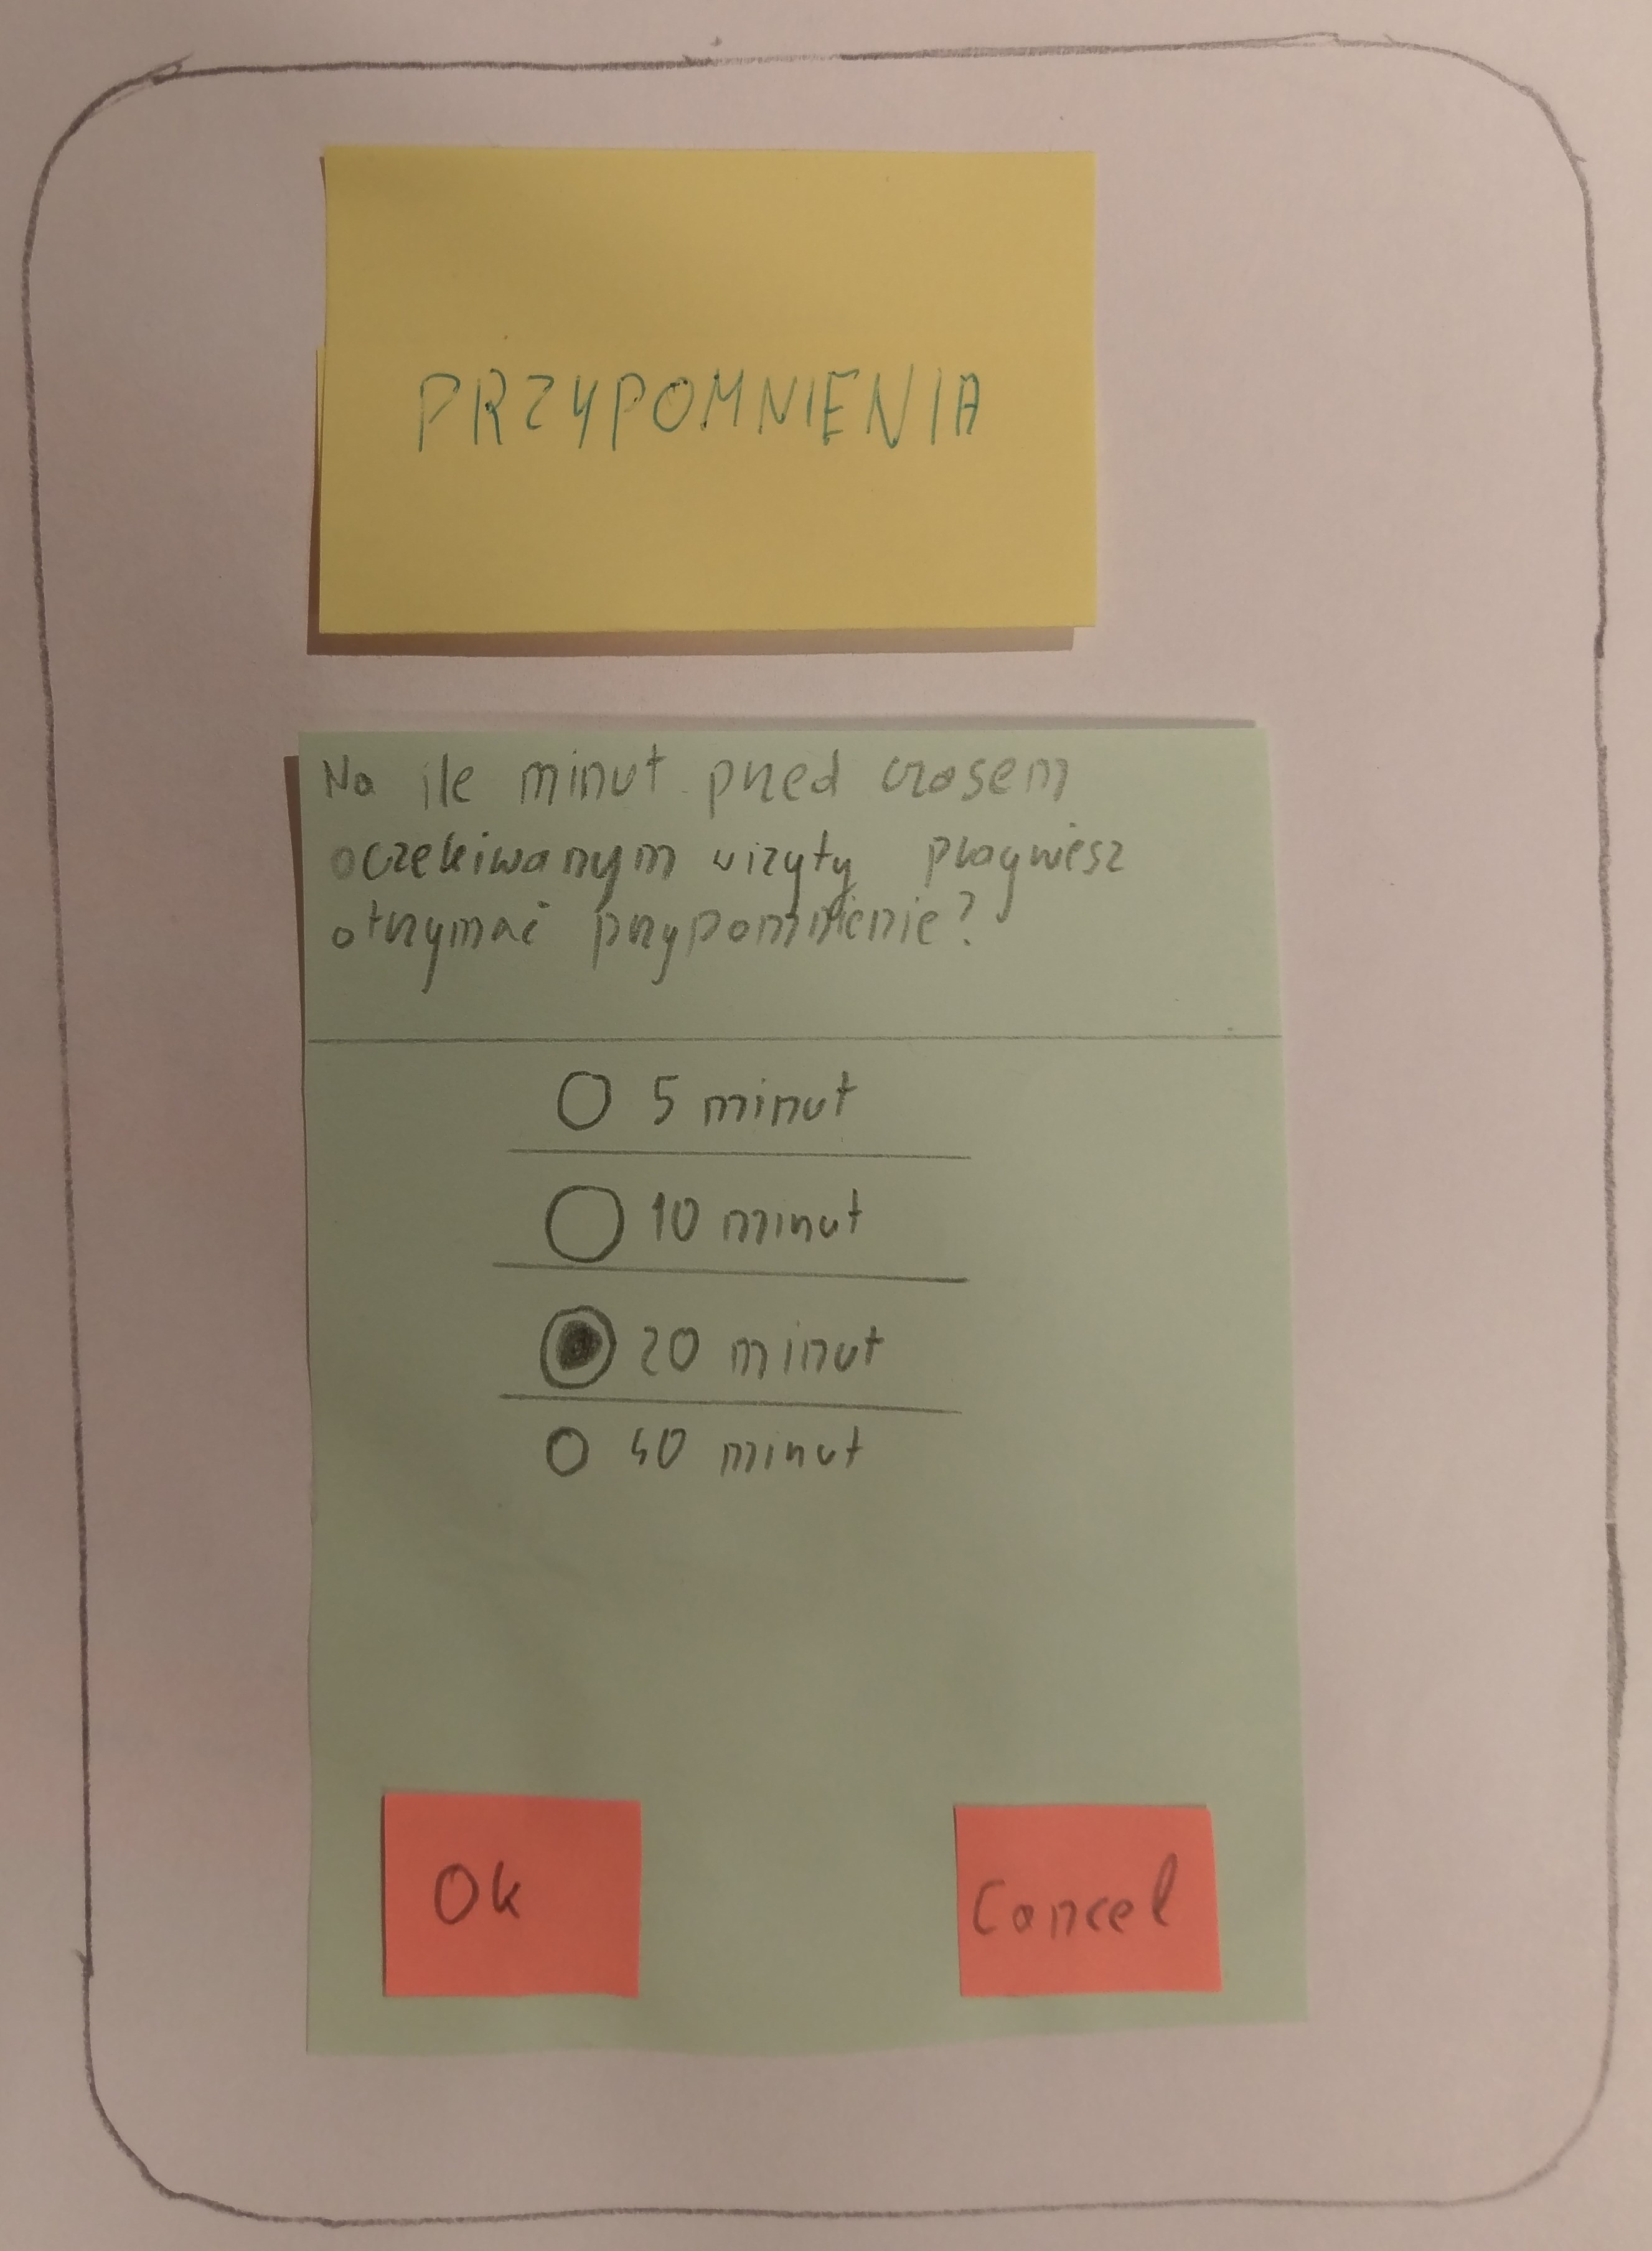 PRZYPOMNIENIA
Na ile minut przed czasem
oczekiwanym wizyty pragniesz
otrzymać przypomnienie?
5 minut
10 minut
20 minut
40 minut
Ok
Cancel